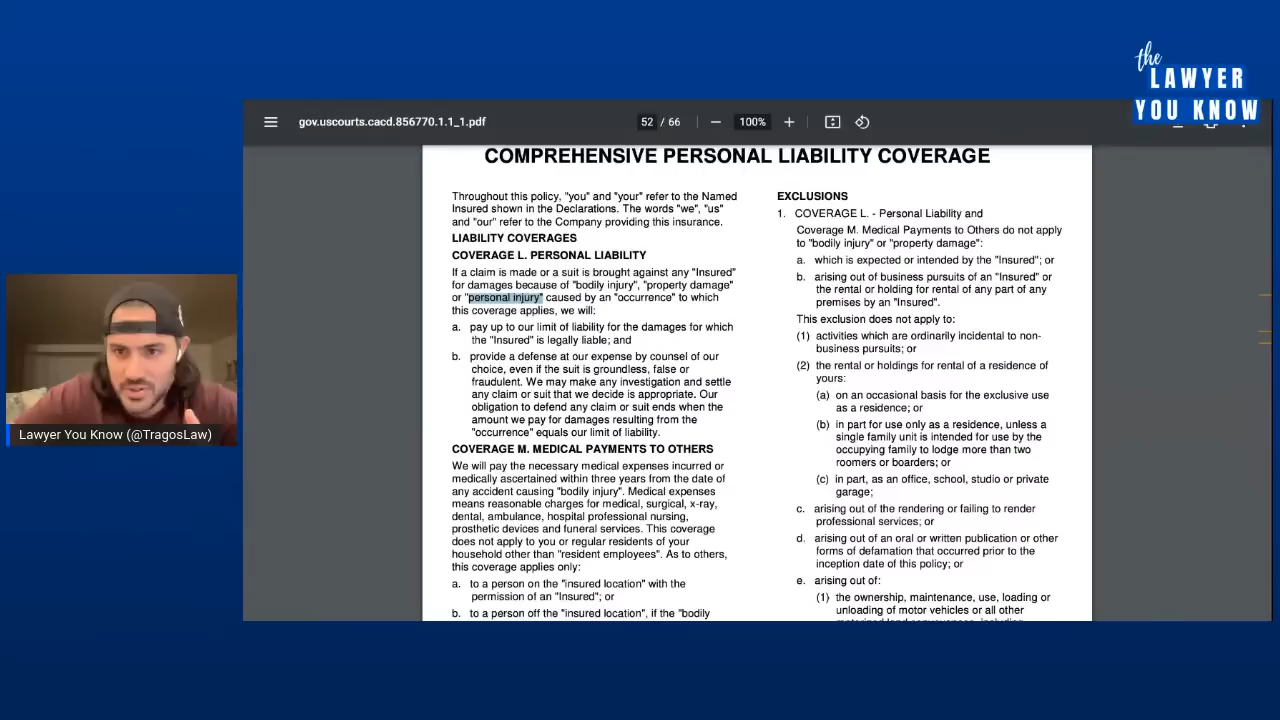 the
LAWYER
YOU KNOW
gov.uscourts.cacd.856770.1.1_1.pdf
52 / 66
100%
COMPREHENSIVE PERSONAL LIABILITY COVERAGE
Throughout this policy, "you" and "your" refer to the Named
Insured shown in the Declarations. The words "we", "us"
and "our" refer to the Company providing this insurance.
LIABILITY COVERAGES
COVERAGE L. PERSONAL LIABILITY
If a claim is made or a suit is brought against any "Insured"
for damages because of "bodily injury", "property damage"
or "personal injury" caused by an "occurrence" to which
this coverage applies, we will:
a. pay up to our limit of liability for the damages for which
the "Insured" is legally liable; and
b. provide a defense at our expense by counsel of our
choice, even if the suit is groundless, false or
fraudulent. We may make any investigation and settle
any claim or suit that we decide is appropriate. Our
obligation to defend any claim or suit ends when the
amount we pay for damages resulting from the
"occurrence" equals our limit of liability.
COVERAGE M. MEDICAL PAYMENTS TO OTHERS
We will pay the necessary medical expenses incurred or
medically ascertained within three years from the date of
any accident causing "bodily injury". Medical expenses
means reasonable charges for medical, surgical, x-ray,
dental, ambulance, hospital professional nursing,
prosthetic devices and funeral services. This coverage
does not apply to you or regular residents of your
household other than "resident employees". As to others,
this coverage applies only:
a. to a person on the "insured location" with the
permission of an "Insured"; or
b. to a person off the "insured location", if the "bodily
EXCLUSIONS
1. COVERAGE L. - Personal Liability and
Coverage M. Medical Payments to Others do not apply
to "bodily injury" or "property damage":
a. which is expected or intended by the "Insured"; or
b. arising out of business pursuits of an "Insured" or
the rental or holding for rental of any part of any
premises by an "Insured".
This exclusion does not apply to:
(1) activities which are ordinarily incidental to non-
business pursuits; or
(2) the rental or holdings for rental of a residence of
yours:
(a) on an occasional basis for the exclusive use
as a residence; or
(b) in part for use only as a residence, unless a
single family unit is intended for use by the
occupying family to lodge more than two
roomers or boarders; or
(c) in part, as an office, school, studio or private
garage;
c. arising out of the rendering or failing to render
professional services; or
d. arising out of an oral or written publication or other
forms of defamation that occurred prior to the
inception date of this policy; or
e. arising out of:
(1) the ownership, maintenance, use, loading or
unloading of motor vehicles or all other
Lawyer You Know (@TragosLaw)